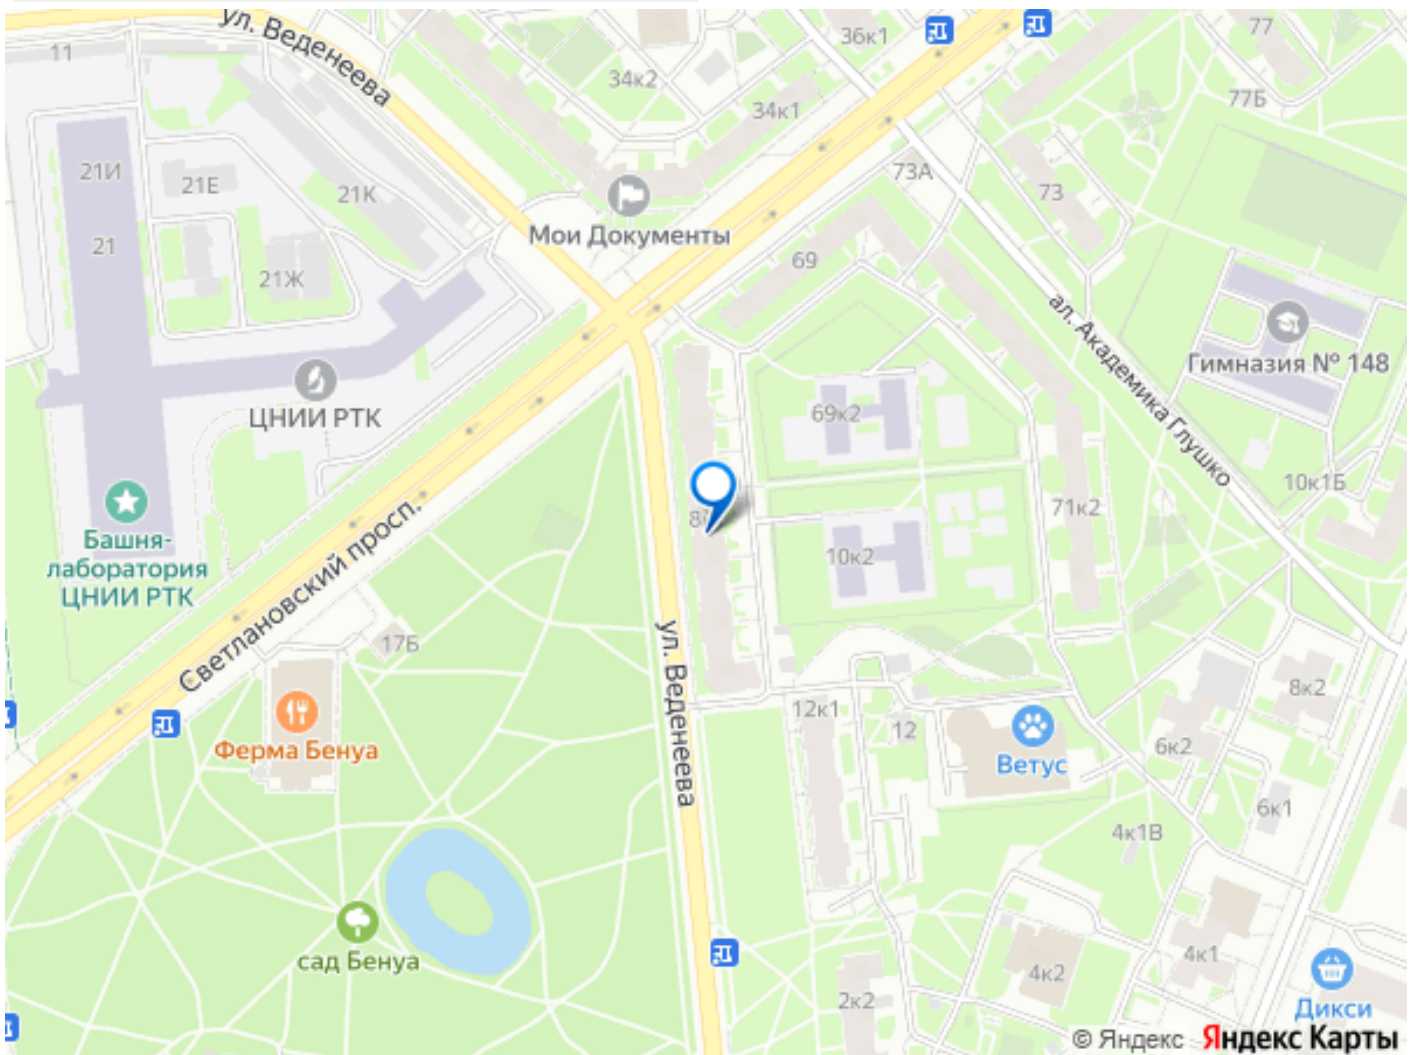 ул. Веденеева
11
36к1
77
34к2
77Б
34к1
21И
21Е
21К
73А
73
Мои Документы
21
69
21Ж
ал. Академика Глушко
Гимназия № 148
ЦНИИ РТК
69к2
10к1Б
71к2
Башня-
лаборатория
ЦНИИ РТК
Светлановский просп.
10к2
17Б
ул. Веденеева
8к2
12к1
12
6к2
Ферма Бенуа
Ветус
6к1
4к1В
сад Бенуа
4к1
4к2
2к2
Дикси
© Яндекс Яндекс Карты